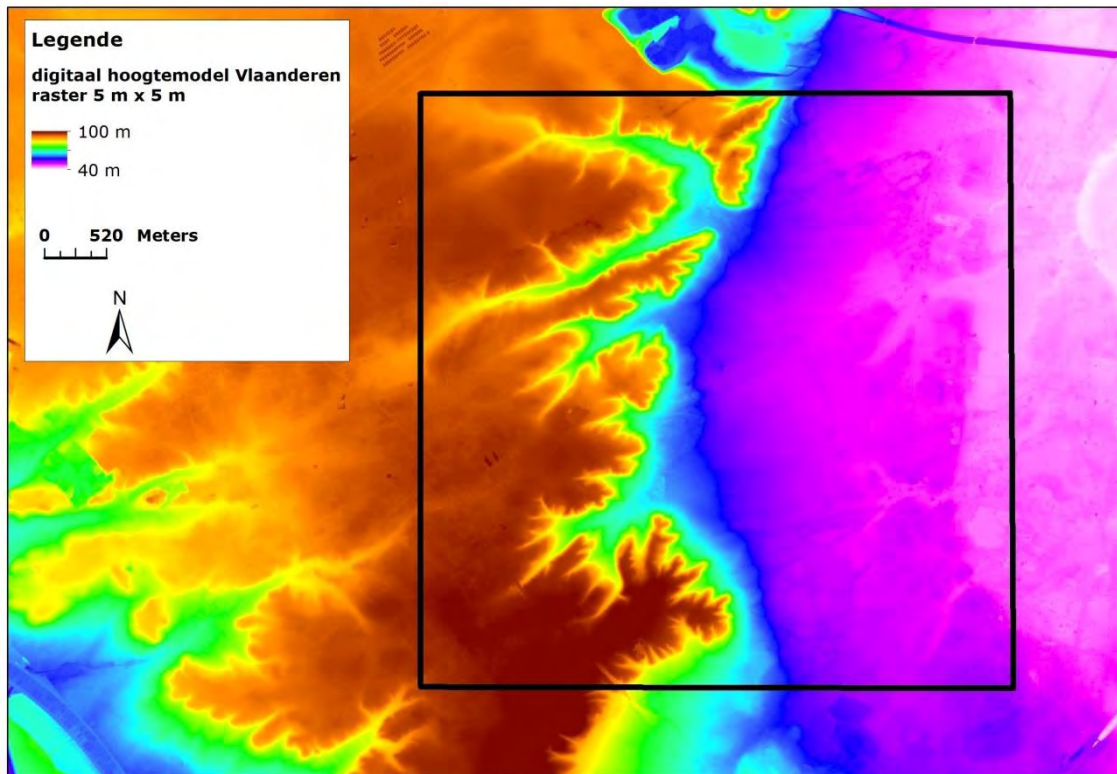 Legende
digitaal hoogtemodel Vlaanderen
raster 5 m x 5 m
100 m
40 m
0 520 Meters
N